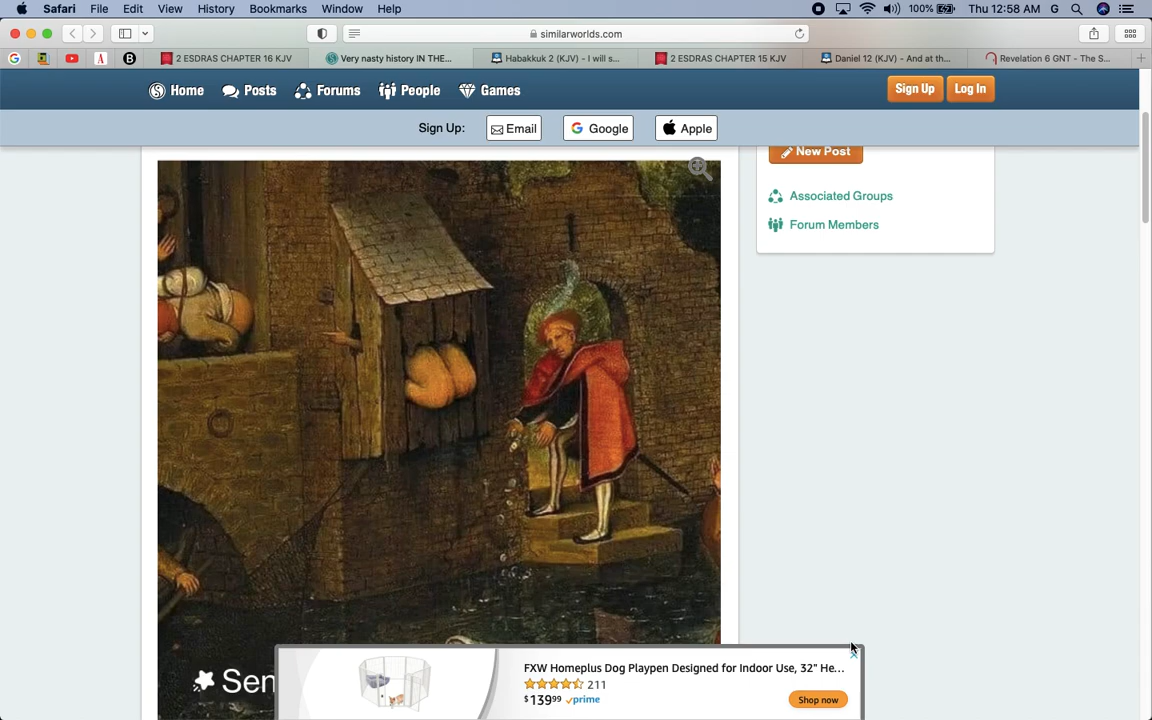 Safari File Edit View History Bookmarks Window Help 100% Thu 12:58 AM G
similarworlds.com
2 ESDRAS CHAPTER 16 KJV Very nasty history IN THE... Habakkuk 2 (KJV) - I will s... 2 ESDRAS CHAPTER 15 KJV Daniel 12 (KJV) - And at th... Revelation 6 GNT - The S...
Home Posts Forums People Games Sign Up Log In
Sign Up: Email Google Apple
New Post
Associated Groups
Forum Members
FXW Homeplus Dog Playpen Designed for Indoor Use, 32" He...
211
$139⁹⁹ prime
Shop now